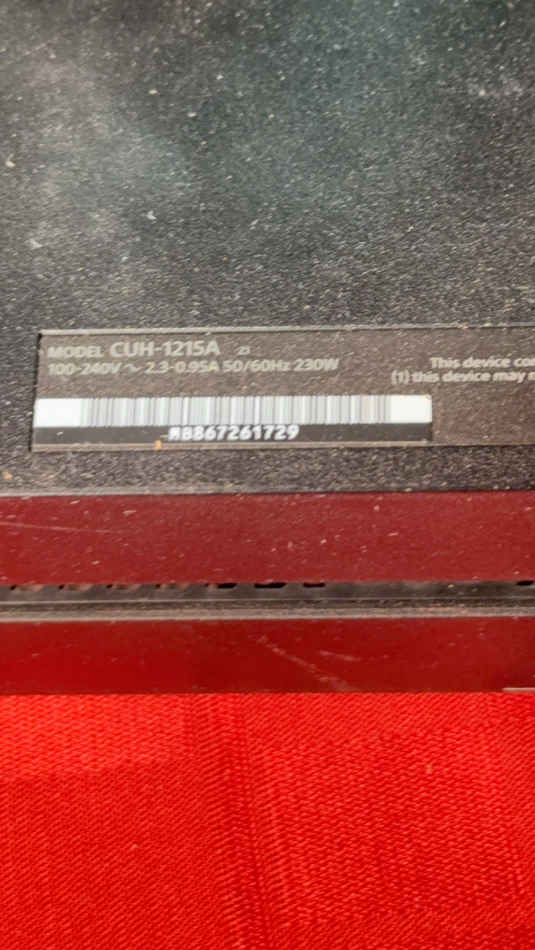 MODEL CUH-1215A
100-240V ~ 2.3-0.95A 50/60Hz 230W
MB867261729
This device
(1) this device may